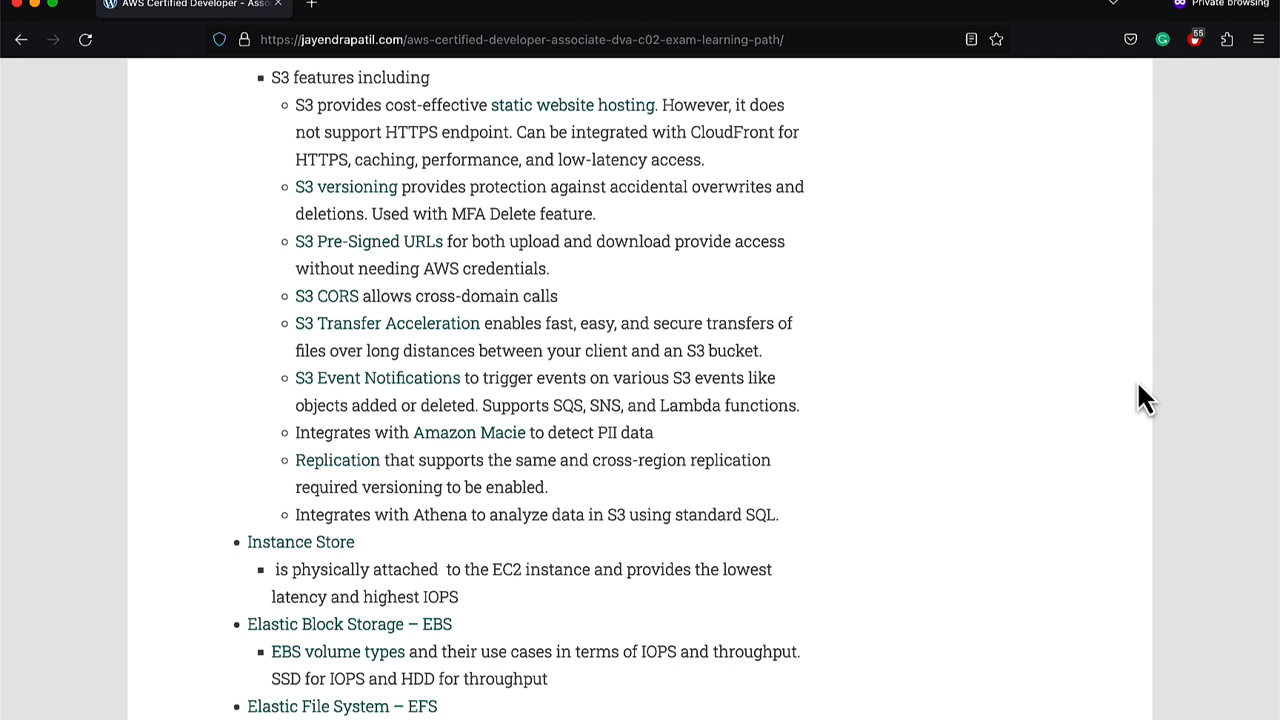 AWS Certified Developer - Asso
Private browsing
https://jayendrapatil.com/aws-certified-developer-associate-dva-c02-exam-learning-path/
55
S3 features including
S3 provides cost-effective static website hosting. However, it does
not support HTTPS endpoint. Can be integrated with CloudFront for
HTTPS, caching, performance, and low-latency access.
S3 versioning provides protection against accidental overwrites and
deletions. Used with MFA Delete feature.
S3 Pre-Signed URLs for both upload and download provide access
without needing AWS credentials.
S3 CORS allows cross-domain calls
S3 Transfer Acceleration enables fast, easy, and secure transfers of
files over long distances between your client and an S3 bucket.
S3 Event Notifications to trigger events on various S3 events like
objects added or deleted. Supports SQS, SNS, and Lambda functions.
Integrates with Amazon Macie to detect PII data
Replication that supports the same and cross-region replication
required versioning to be enabled.
Integrates with Athena to analyze data in S3 using standard SQL.
Instance Store
is physically attached to the EC2 instance and provides the lowest
latency and highest IOPS
Elastic Block Storage – EBS
EBS volume types and their use cases in terms of IOPS and throughput.
SSD for IOPS and HDD for throughput
Elastic File System – EFS